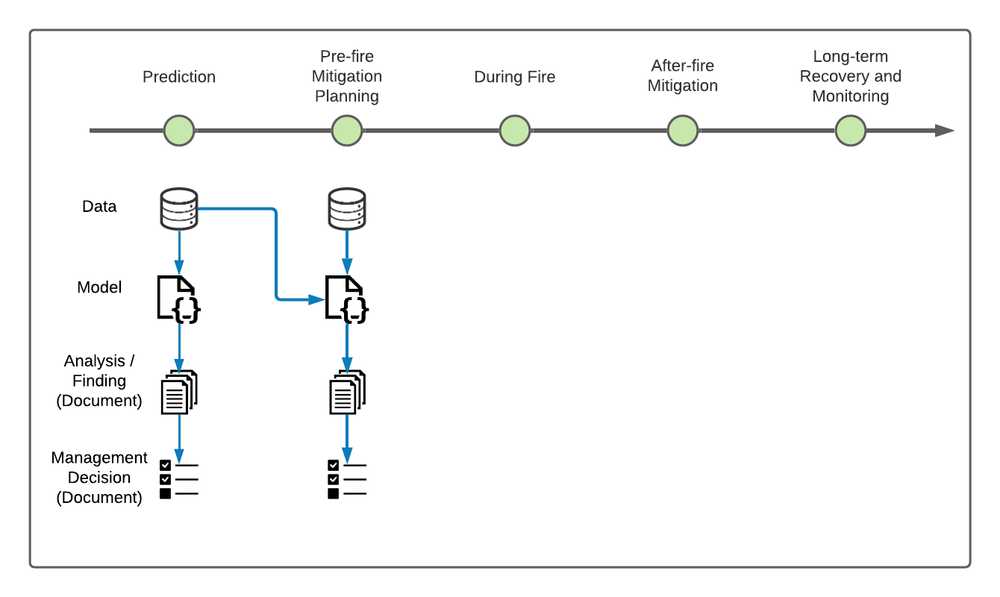 Prediction
Pre-fire
Mitigation
Planning
During Fire
After-fire
Mitigation
Long-term
Recovery and
Monitoring
Data
Model
{}
Analysis /
Finding
(Document)
Management
Decision
(Document)